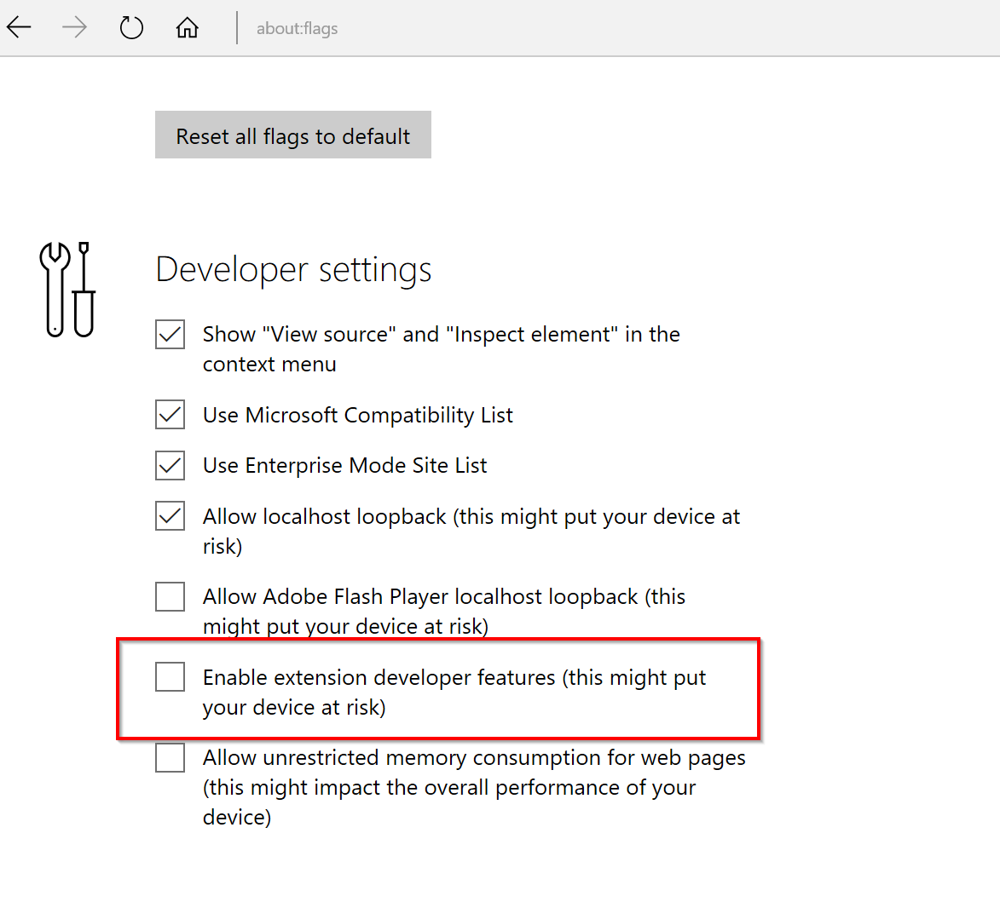 about:flags
Reset all flags to default
Developer settings
Show "View source" and "Inspect element" in the
context menu
Use Microsoft Compatibility List
Use Enterprise Mode Site List
Allow localhost loopback (this might put your device at
risk)
Allow Adobe Flash Player localhost loopback (this
might put your device at risk)
Enable extension developer features (this might put
your device at risk)
Allow unrestricted memory consumption for web pages
(this might impact the overall performance of your
device)